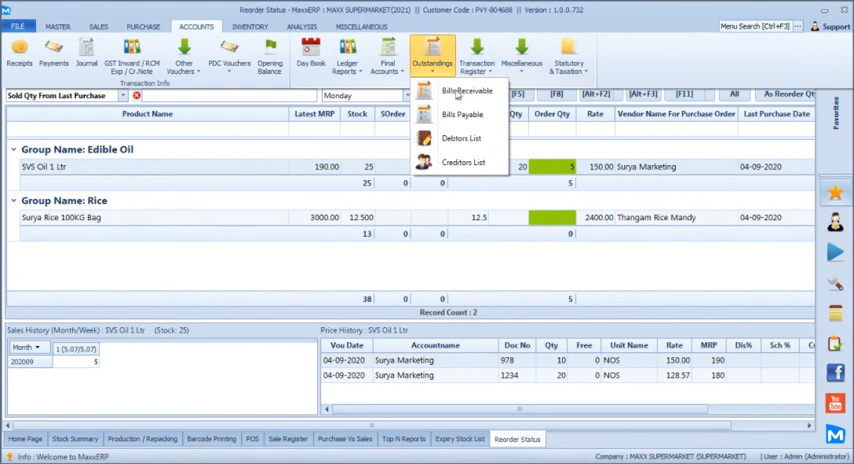 Reorder Status - MaxxERP : MAXX SUPERMARKET(2021) || Customer Code : PVY-804688 || Version : 1.0.0.732
FILE MASTER SALES PURCHASE ACCOUNTS INVENTORY ANALYSIS MISCELLANEOUS Menu Search [Ctrl+F3] ... Support
Receipts Payments Journal GST Inward / RCM Exp / Cr.Note Other Vouchers PDC Vouchers Opening Balance Day Book Ledger Reports Final Accounts Outstandings Transaction Register Miscellaneous Statutory & Taxation
Transaction Info
Bills Receivable
Bills Payable
Debtors List
Creditors List
Sold Qty From Last Purchase Monday [F5] [F8] [Alt+F2] [Alt+F3] [F11] All As Reorder Qt
Product Name Latest MRP Stock SOrder Qty Order Qty Rate Vendor Name For Purchase Order Last Purchase Date
Group Name: Edible Oil
SVS Oil 1 Ltr 190.00 25 20 5 150.00 Surya Marketing 04-09-2020
25 0 0 5
Group Name: Rice
Surya Rice 100KG Bag 3000.00 12.500 12.5 2400.00 Thangam Rice Mandy 04-09-2020
13 0 0 0
38 0 0 5
Record Count : 2
Favorites
Sales History (Month/Week) : SVS Oil 1 Ltr (Stock: 25)
Month 1 (5.07/5.07)
202009 5
Price History : SVS Oil 1 Ltr
Vou Date Accountname Doc No Qty Free Unit Name Rate MRP Dis% Sch %
04-09-2020 Surya Marketing 978 10 0 NOS 150.00 190
04-09-2020 Surya Marketing 1234 20 0 NOS 128.57 180
Home Page Stock Summary Production / Repacking Barcode Printing POS Sale Register Purchase Vs Sales Top N Reports Expiry Stock List Reorder Status
Info : Welcome to MaxxERP Company : MAXX SUPERMARKET (SUPERMARKET) User : Admin (Administrator)